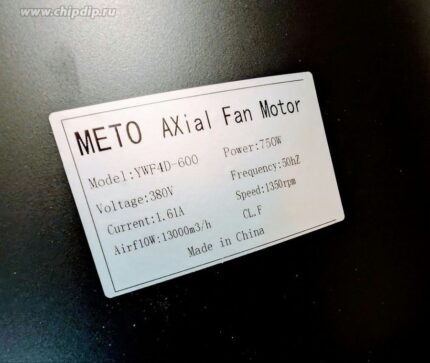 www.chipdip.ru
METO AXial Fan Motor
Model:YWF4D-600 Power:750W
Voltage:380V Frequency:50hZ
Current:1.61A Speed:1350rpm
Airfl0W:13000m3/h CL.F
Made in China